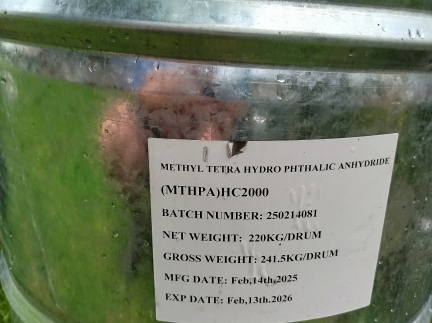 METHYL TETRA HYDRO PHTHALIC ANHYDRIDE
(MTHPA)HC2000
BATCH NUMBER: 250214081
NET WEIGHT: 220KG/DRUM
GROSS WEIGHT: 241.5KG/DRUM
MFG DATE: Feb,14th,2025
EXP DATE: Feb,13th.2026